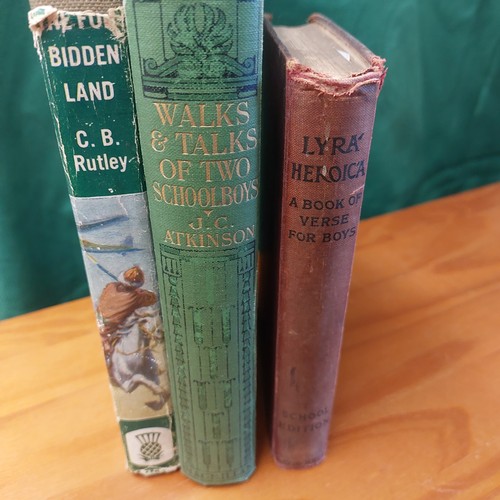 BIDDEN
LAND
C. B.
Rutley
WALKS
& TALKS
OF TWO
SCHOOLBOYS
J. C.
ATKINSON
LYRA
HEROICA
A BOOK OF
VERSE
FOR BOYS
SCHOOL
EDITION